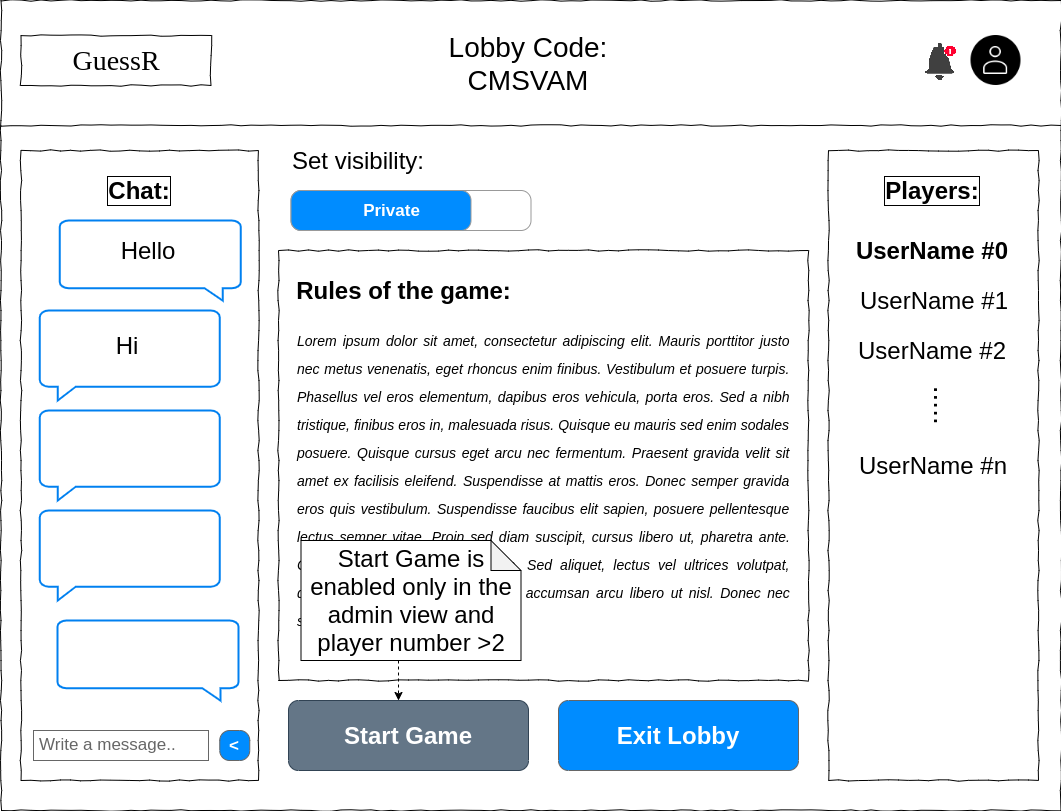 GuessR
Lobby Code:
CMSVAM
Chat:
Hello
Hi
Write a message..
<
Set visibility:
Private
Rules of the game:
Lorem ipsum dolor sit amet, consectetur adipiscing elit. Mauris porttitor justo
nec metus venenatis, eget rhoncus enim finibus. Vestibulum et posuere turpis.
Phasellus vel eros elementum, dapibus eros vehicula, porta eros. Sed a nibh
tristique, finibus eros in, malesuada risus. Quisque eu mauris sed enim sodales
posuere. Quisque cursus eget arcu nec fermentum. Praesent gravida velit sit
amet ex facilisis eleifend. Suspendisse at mattis eros. Donec semper gravida
eros quis vestibulum. Suspendisse faucibus elit sapien, posuere pellentesque
lectus semper vitae. Proin sed diam suscipit, cursus libero ut, pharetra ante.
Sed aliquet, lectus vel ultrices volutpat,
accumsan arcu libero ut nisl. Donec nec
Start Game is
enabled only in the
admin view and
player number >2
Start Game
Exit Lobby
Players:
UserName #0
UserName #1
UserName #2
UserName #n